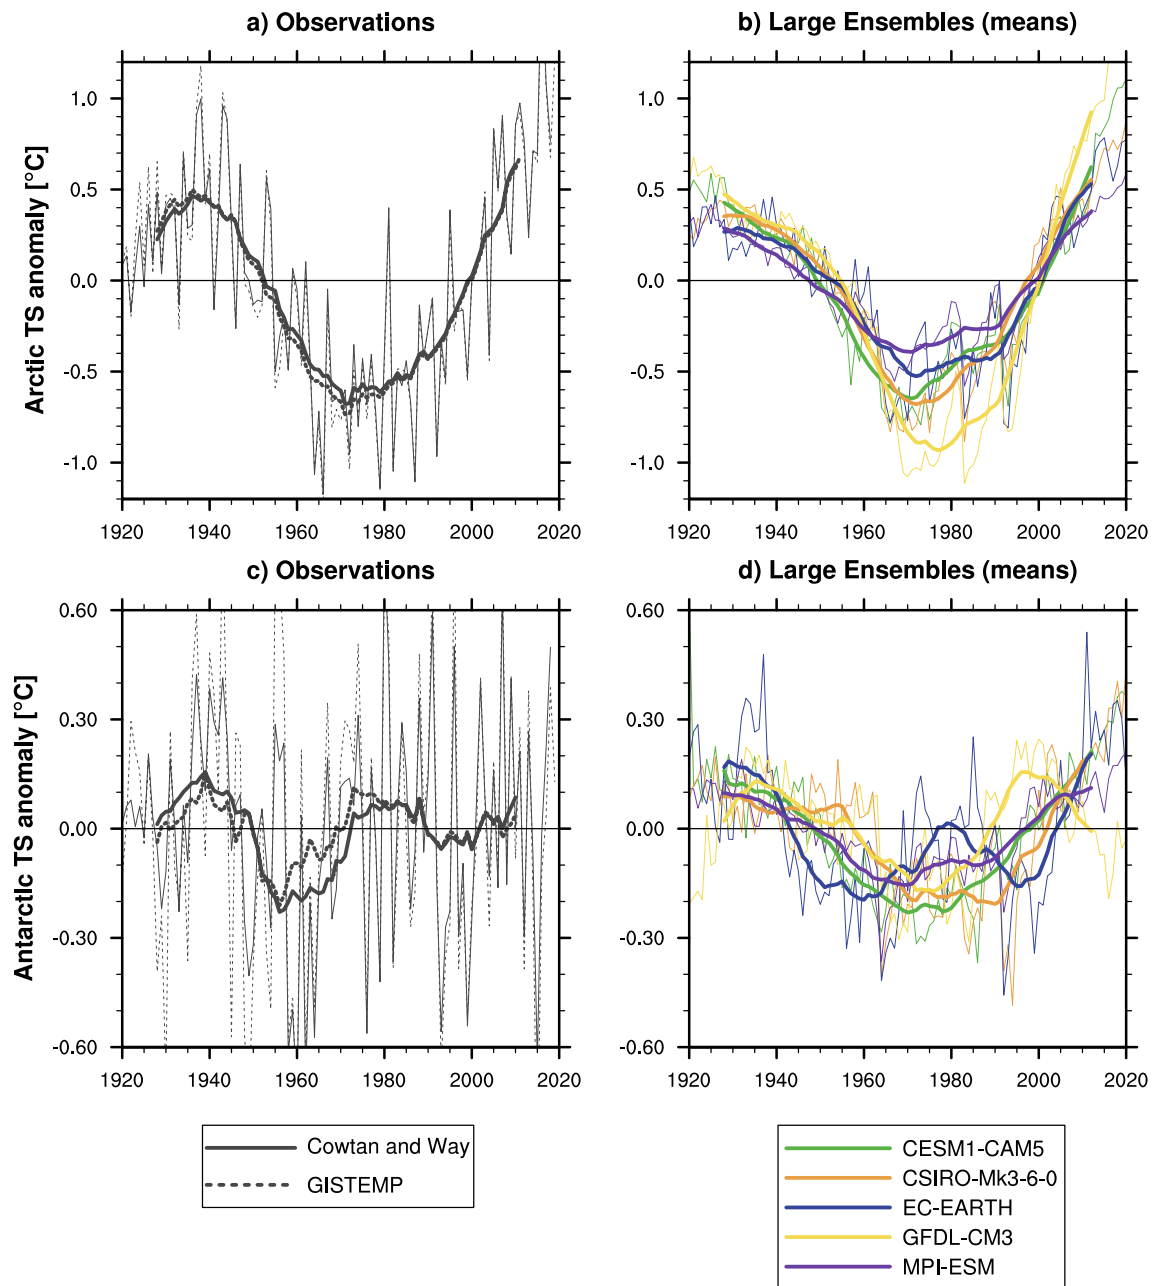 a) Observations
b) Large Ensembles (means)
Arctic TS anomaly [°C]
1.0
0.5
0.0
-0.5
-1.0
1920 1940 1960 1980 2000 2020
1.0
0.5
0.0
-0.5
-1.0
1920 1940 1960 1980 2000 2020
c) Observations
d) Large Ensembles (means)
Antarctic TS anomaly [°C]
0.60
0.30
0.00
-0.30
-0.60
1920 1940 1960 1980 2000 2020
0.60
0.30
0.00
-0.30
-0.60
1920 1940 1960 1980 2000 2020
Cowtan and Way
GISTEMP
CESM1-CAM5
CSIRO-Mk3-6-0
EC-EARTH
GFDL-CM3
MPI-ESM